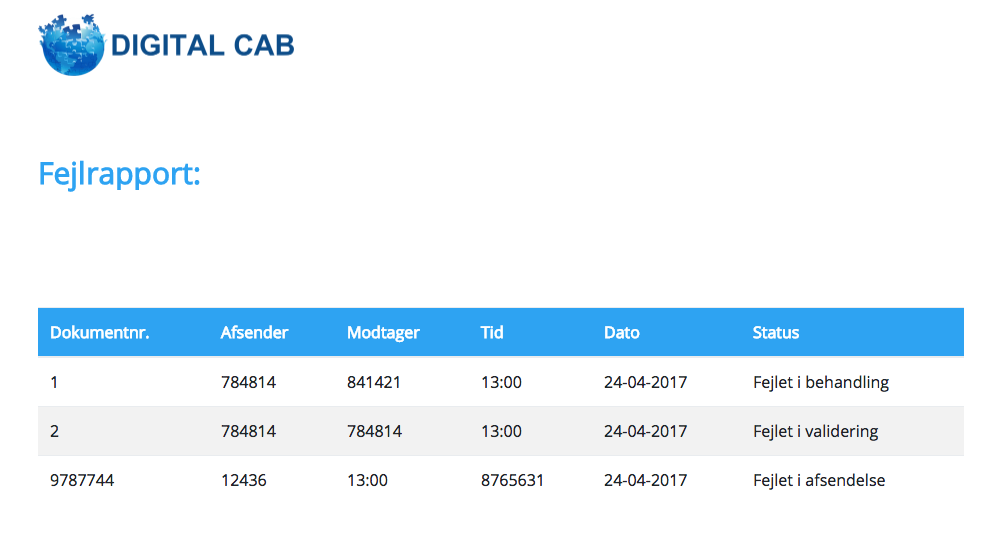 DIGITAL CAB
Fejlrapport:
Dokumentnr. Afsender Modtager Tid Dato Status
1 784814 841421 13:00 24-04-2017 Fejlet i behandling
2 784814 784814 13:00 24-04-2017 Fejlet i validering
9787744 12436 13:00 8765631 24-04-2017 Fejlet i afsendelse